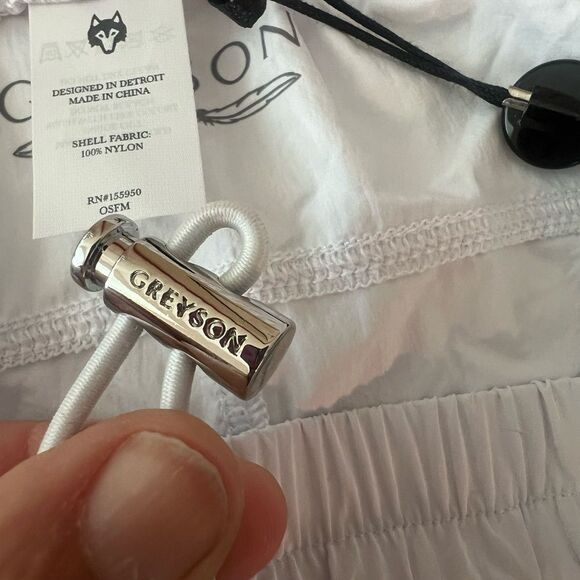 DESIGNED IN DETROIT
MADE IN CHINA
SHELL FABRIC:
100% NYLON
RN#155950
OSFM
GREYSON